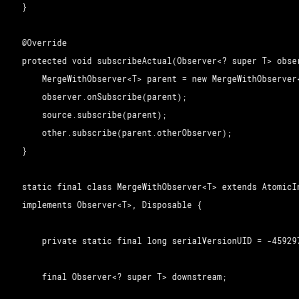 }
@Override
protected void subscribeActual(Observer<? super T> obser
MergeWithObserver<T> parent = new MergeWithObserver<
observer.onSubscribe(parent);
source.subscribe(parent);
other.subscribe(parent.otherObserver);
}
static final class MergeWithObserver<T> extends AtomicIn
implements Observer<T>, Disposable {
private static final long serialVersionUID = -459297
final Observer<? super T> downstream;